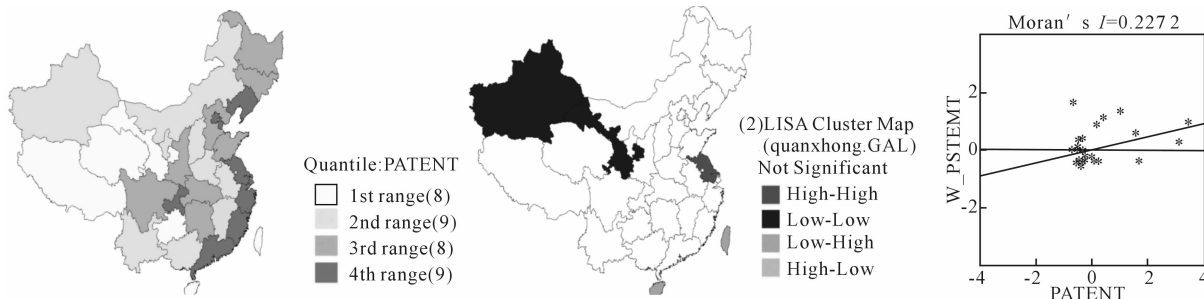 Quantile:PATENT
1st range(8)
2nd range(9)
3rd range(8)
4th range(9)
(2)LISA Cluster Map
(quanxhong.GAL)
Not Significant
High-High
Low-Low
Low-High
High-Low
Moran's I=0.2272
W_PSTEMT
2
0
-2
-4 -2 0 2 4
PATENT